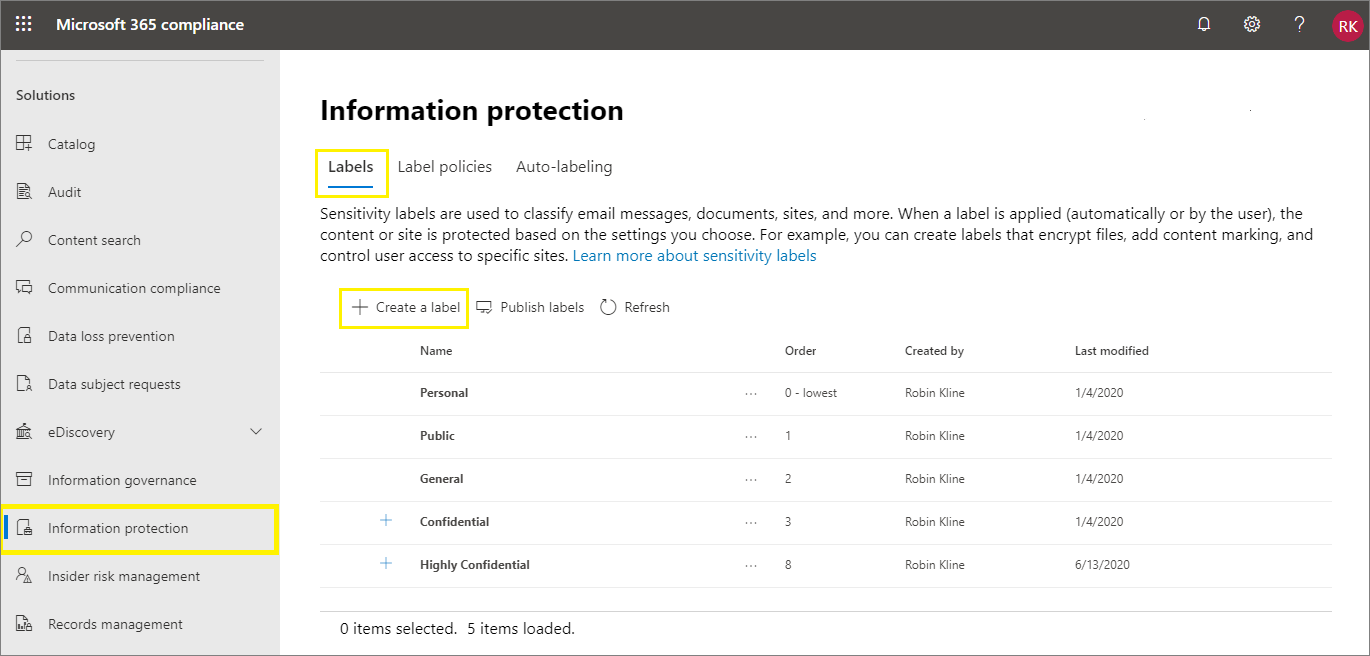 Microsoft 365 compliance
?
RK
Solutions
Catalog
Audit
Content search
Communication compliance
Data loss prevention
Data subject requests
eDiscovery
Information governance
Information protection
Insider risk management
Records management
Information protection
Labels Label policies Auto-labeling
Sensitivity labels are used to classify email messages, documents, sites, and more. When a label is applied (automatically or by the user), the
content or site is protected based on the settings you choose. For example, you can create labels that encrypt files, add content marking, and
control user access to specific sites. Learn more about sensitivity labels
+ Create a label Publish labels Refresh
Name Order Created by Last modified
Personal ... 0 - lowest Robin Kline 1/4/2020
Public ... 1 Robin Kline 1/4/2020
General ... 2 Robin Kline 1/4/2020
+ Confidential ... 3 Robin Kline 1/4/2020
+ Highly Confidential ... 8 Robin Kline 6/13/2020
0 items selected. 5 items loaded.